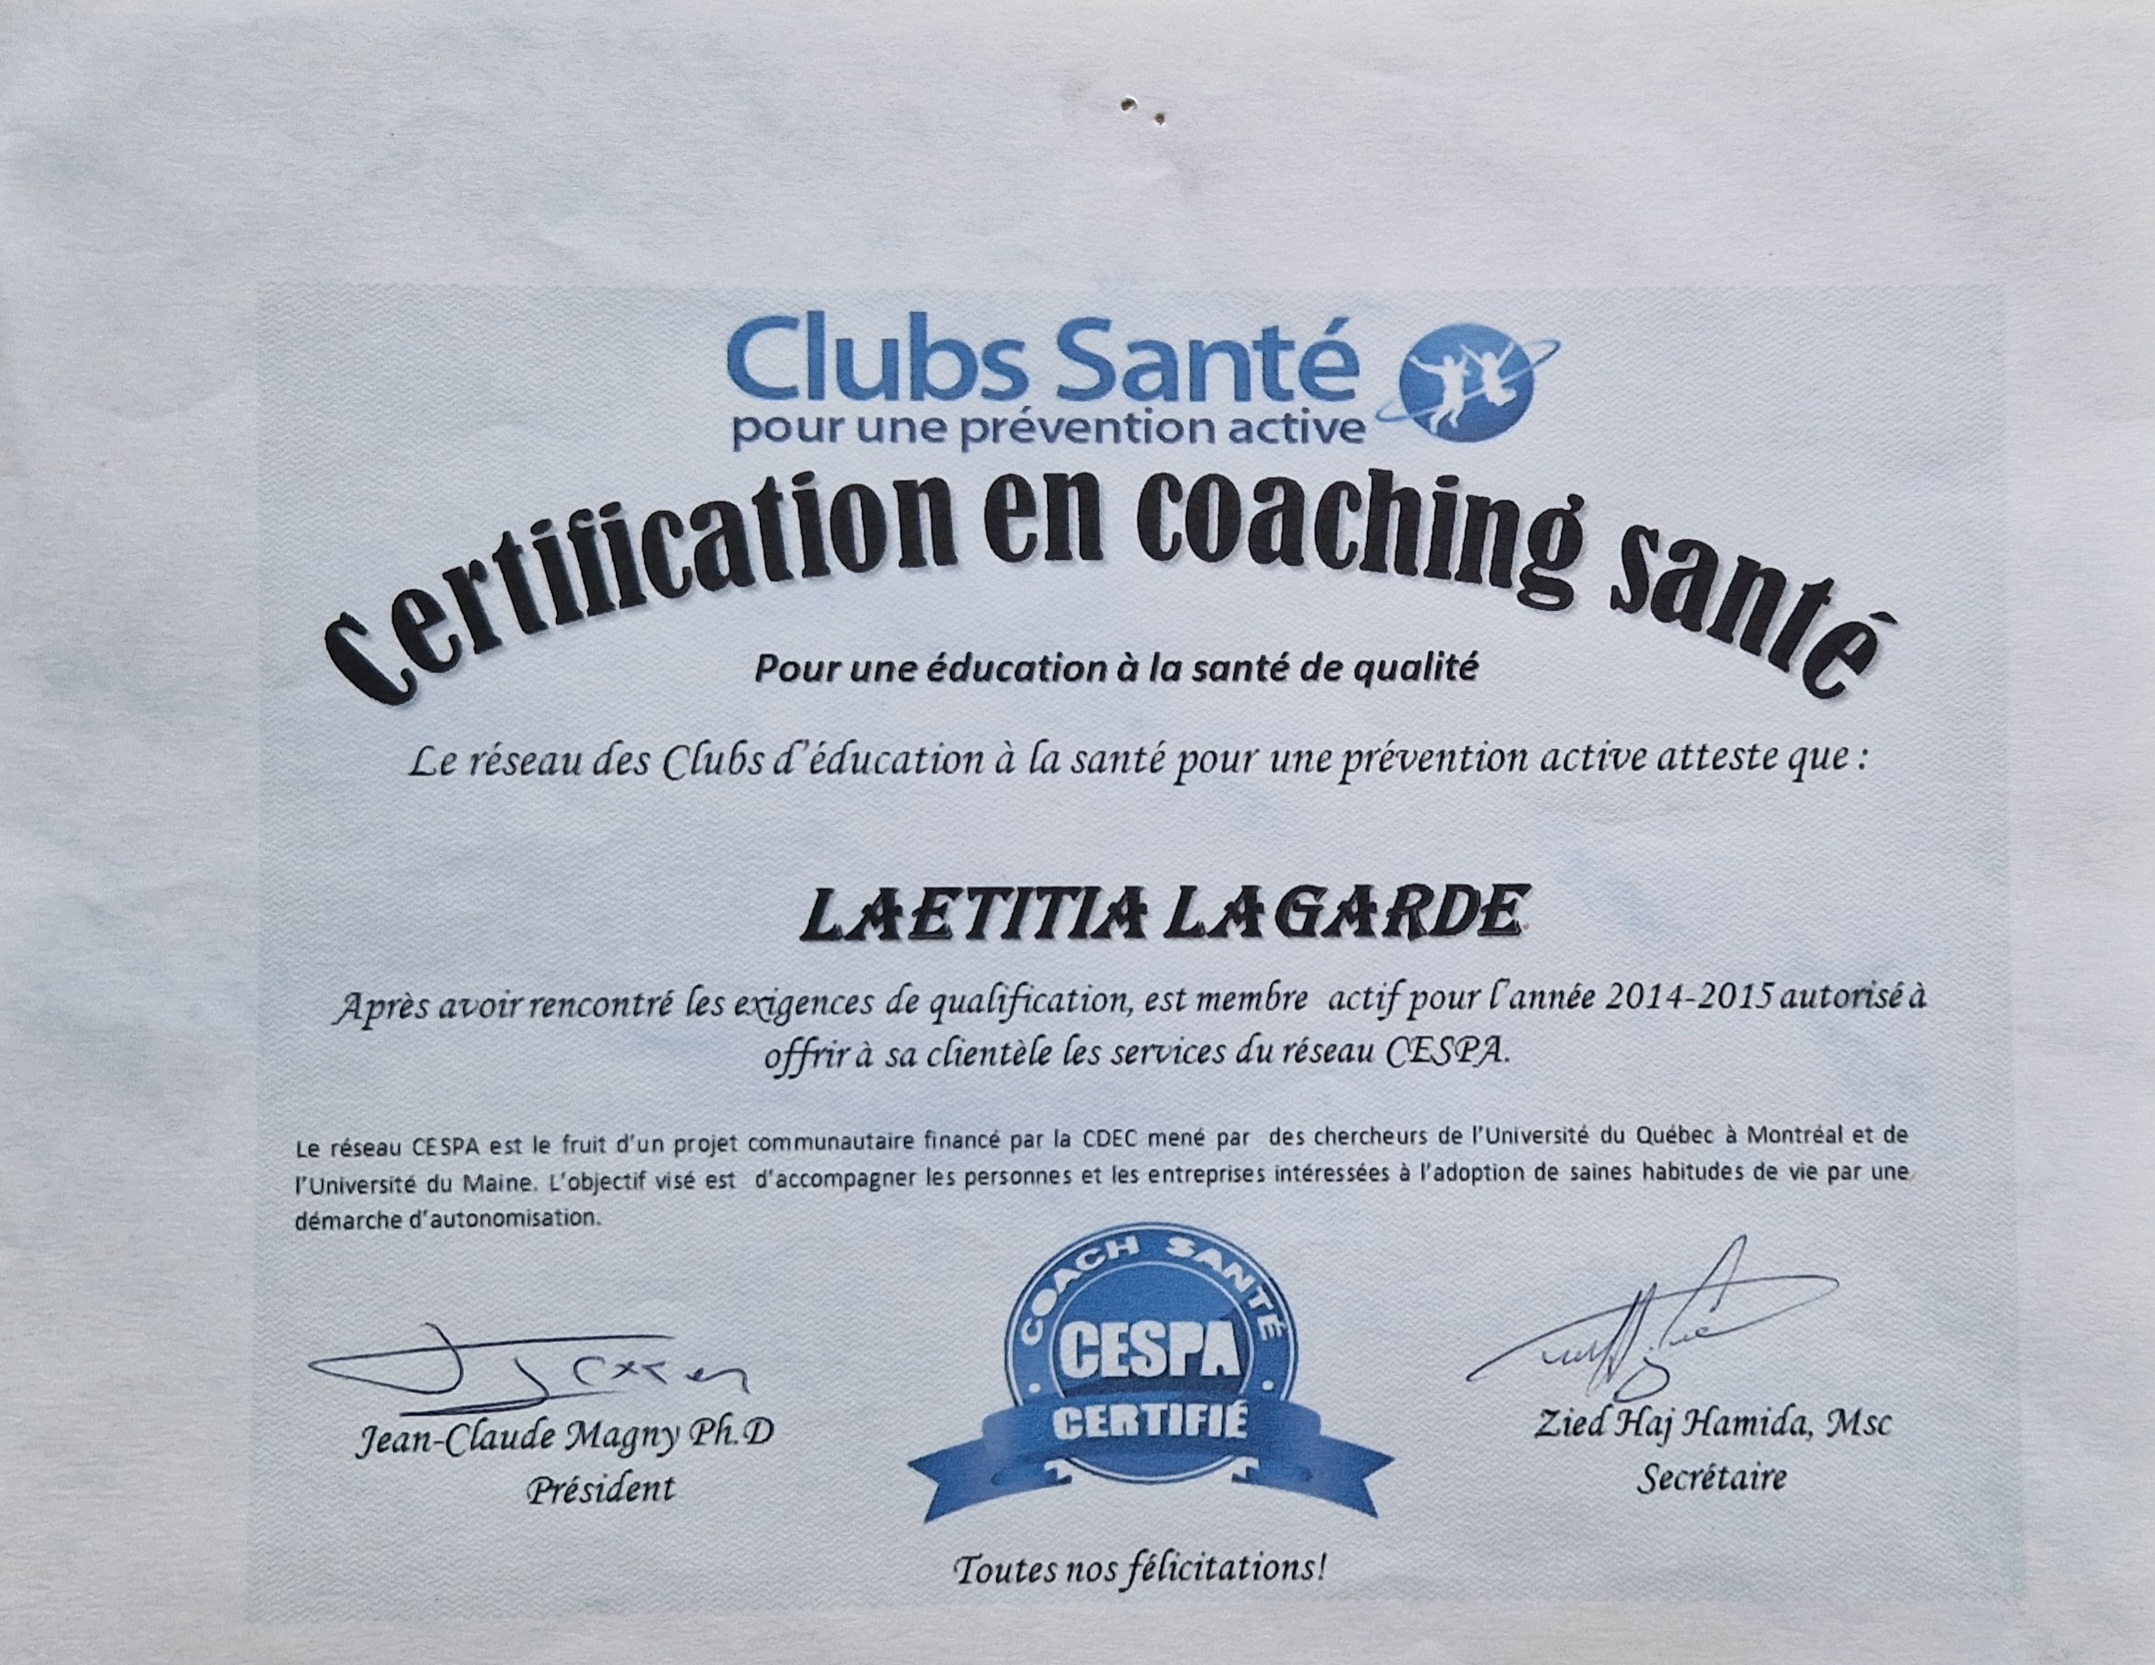 Clubs Santé
pour une prévention active
Certification en coaching santé
Pour une éducation à la santé de qualité
Le réseau des Clubs d'éducation à la santé pour une prévention active atteste que :
LAETITIA LAGARDE
Après avoir rencontré les exigences de qualification, est membre actif pour l'année 2014-2015 autorisé à
offrir à sa clientèle les services du réseau CESPA.
Le réseau CESPA est le fruit d'un projet communautaire financé par la CDEC mené par des chercheurs de l'Université du Québec à Montréal et de
l'Université du Maine. L'objectif visé est d'accompagner les personnes et les entreprises intéressées à l'adoption de saines habitudes de vie par une
démarche d'autonomisation.
COACH SANTÉ
CESPA
CERTIFIÉ
Jean-Claude Magny Ph.D
Président
Zied Haj Hamida, Msc
Secrétaire
Toutes nos félicitations!